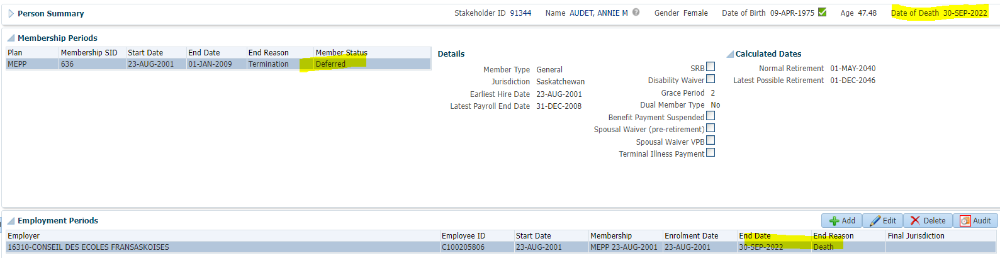 Person Summary Stakeholder ID 91344 Name AUDET, ANNIE M Gender Female Date of Birth 09-APR-1975 Age 47.48 Date of Death 30-SEP-2022
Membership Periods
Plan Membership SID Start Date End Date End Reason Member Status
MEPP 636 23-AUG-2001 01-JAN-2009 Termination Deferred
Details
Member Type General
Jurisdiction Saskatchewan
Earliest Hire Date 23-AUG-2001
Latest Payroll End Date 31-DEC-2008
SRB
Disability Waiver
Grace Period 2
Dual Member Type No
Benefit Payment Suspended
Spousal Waiver (pre-retirement)
Spousal Waiver VPB
Terminal Illness Payment
Calculated Dates
Normal Retirement 01-MAY-2040
Latest Possible Retirement 01-DEC-2046
Employment Periods Add Edit Delete Audit
Employer Employee ID Start Date Membership Enrolment Date End Date End Reason Final Jurisdiction
16310-CONSEIL DES ECOLES FRANSASKOISES C100205806 23-AUG-2001 MEPP 23-AUG-2001 23-AUG-2001 30-SEP-2022 Death